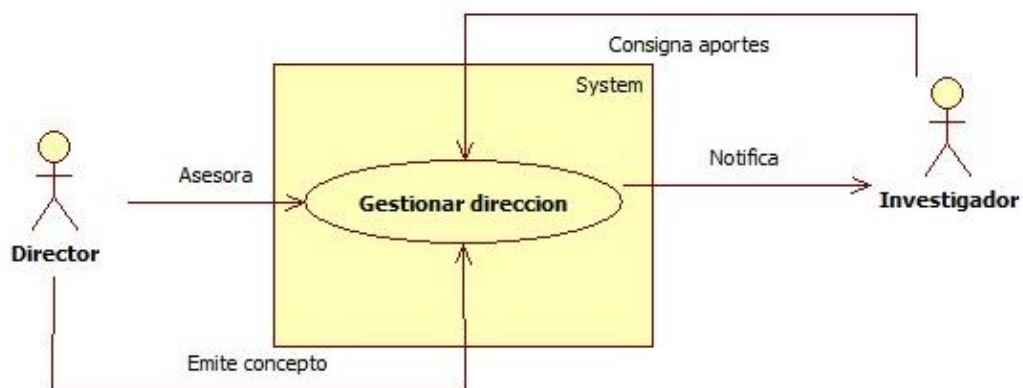 Consigna aportes
System
Asesora
Notifica
Gestionar direccion
Investigador
Director
Emite concepto